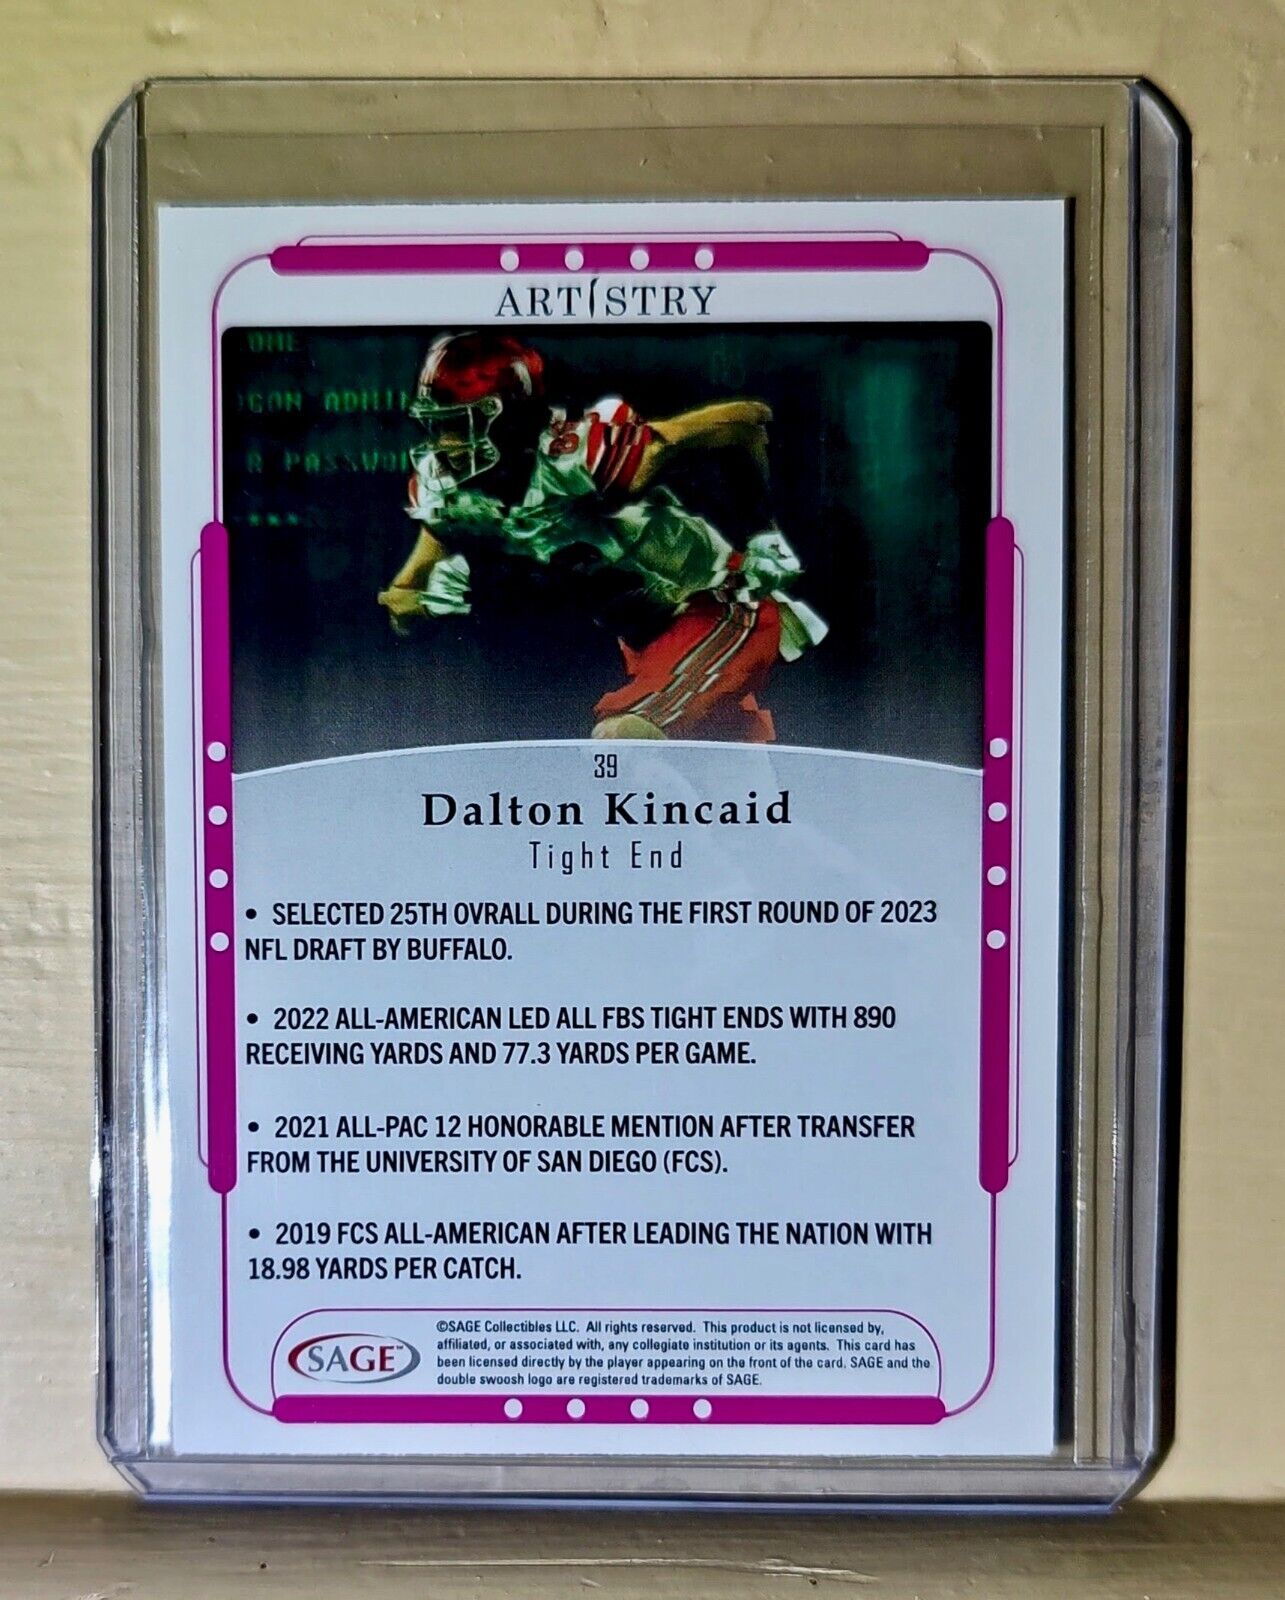 ARTISTRY
OME
GON ADMI
R PASSWOR
****
39
Dalton Kincaid
Tight End
• SELECTED 25TH OVRALL DURING THE FIRST ROUND OF 2023
NFL DRAFT BY BUFFALO.
• 2022 ALL-AMERICAN LED ALL FBS TIGHT ENDS WITH 890
RECEIVING YARDS AND 77.3 YARDS PER GAME.
• 2021 ALL-PAC 12 HONORABLE MENTION AFTER TRANSFER
FROM THE UNIVERSITY OF SAN DIEGO (FCS).
• 2019 FCS ALL-AMERICAN AFTER LEADING THE NATION WITH
18.98 YARDS PER CATCH.
SAGE™
©SAGE Collectibles LLC. All rights reserved. This product is not licensed by,
affiliated, or associated with, any collegiate institution or its agents. This card has
been licensed directly by the player appearing on the front of the card. SAGE and the
double swoosh logo are registered trademarks of SAGE.